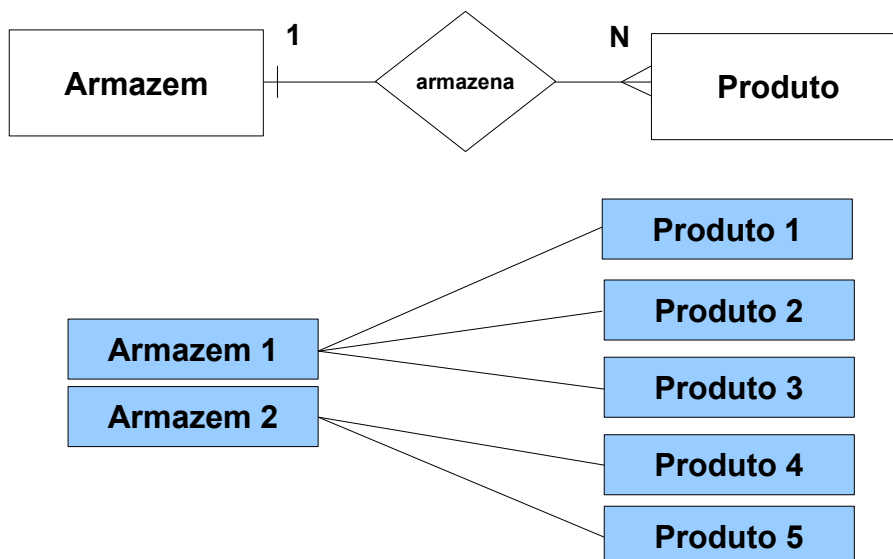 1
N
Armazem
armazena
Produto
Produto 1
Produto 2
Armazem 1
Produto 3
Armazem 2
Produto 4
Produto 5